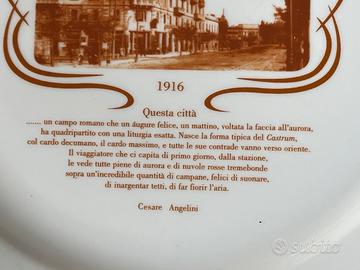 1916
Questa città
........ un campo romano che un àugure felice, un mattino, voltata la faccia all'aurora,
ha quadripartito con una liturgia esatta. Nasce la forma tipica del Castrum,
col cardo decumano, il cardo massimo, e tutte le sue contrade vanno verso oriente.
Il viaggiatore che ci capita di primo giorno, dalla stazione,
le vede tutte piene di aurora e di nuvole rosse tremebonde
sopra un'incredibile quantità di campane, felici di suonare,
di inargentar tetti, di far fiorir l'aria.
Cesare Angelini
subito